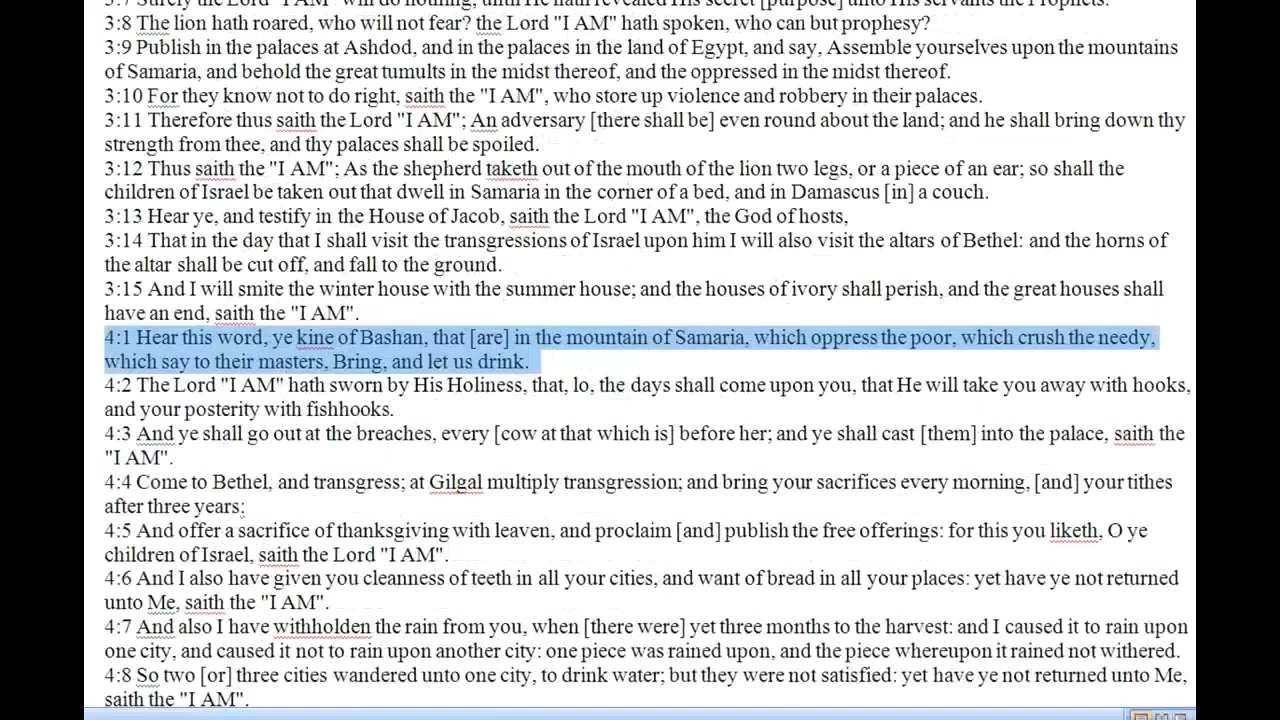 3:7 Surely the Lord "I AM" will do nothing, until He hath revealed His secret [purpose] unto His servants the Prophets.
3:8 The lion hath roared, who will not fear? the Lord "I AM" hath spoken, who can but prophesy?
3:9 Publish in the palaces at Ashdod, and in the palaces in the land of Egypt, and say, Assemble yourselves upon the mountains
of Samaria, and behold the great tumults in the midst thereof, and the oppressed in the midst thereof.
3:10 For they know not to do right, saith the "I AM", who store up violence and robbery in their palaces.
3:11 Therefore thus saith the Lord "I AM"; An adversary [there shall be] even round about the land; and he shall bring down thy
strength from thee, and thy palaces shall be spoiled.
3:12 Thus saith the "I AM"; As the shepherd taketh out of the mouth of the lion two legs, or a piece of an ear; so shall the
children of Israel be taken out that dwell in Samaria in the corner of a bed, and in Damascus [in] a couch.
3:13 Hear ye, and testify in the House of Jacob, saith the Lord "I AM", the God of hosts,
3:14 That in the day that I shall visit the transgressions of Israel upon him I will also visit the altars of Bethel: and the horns of
the altar shall be cut off, and fall to the ground.
3:15 And I will smite the winter house with the summer house; and the houses of ivory shall perish, and the great houses shall
have an end, saith the "I AM".
4:1 Hear this word, ye kine of Bashan, that [are] in the mountain of Samaria, which oppress the poor, which crush the needy,
which say to their masters, Bring, and let us drink.
4:2 The Lord "I AM" hath sworn by His Holiness, that, lo, the days shall come upon you, that He will take you away with hooks,
and your posterity with fishhooks.
4:3 And ye shall go out at the breaches, every [cow at that which is] before her; and ye shall cast [them] into the palace, saith the
"I AM".
4:4 Come to Bethel, and transgress; at Gilgal multiply transgression; and bring your sacrifices every morning, [and] your tithes
after three years:
4:5 And offer a sacrifice of thanksgiving with leaven, and proclaim [and] publish the free offerings: for this you liketh, O ye
children of Israel, saith the Lord "I AM".
4:6 And I also have given you cleanness of teeth in all your cities, and want of bread in all your places: yet have ye not returned
unto Me, saith the "I AM".
4:7 And also I have withholden the rain from you, when [there were] yet three months to the harvest: and I caused it to rain upon
one city, and caused it not to rain upon another city: one piece was rained upon, and the piece whereupon it rained not withered.
4:8 So two [or] three cities wandered unto one city, to drink water; but they were not satisfied: yet have ye not returned unto Me,
saith the "I AM".